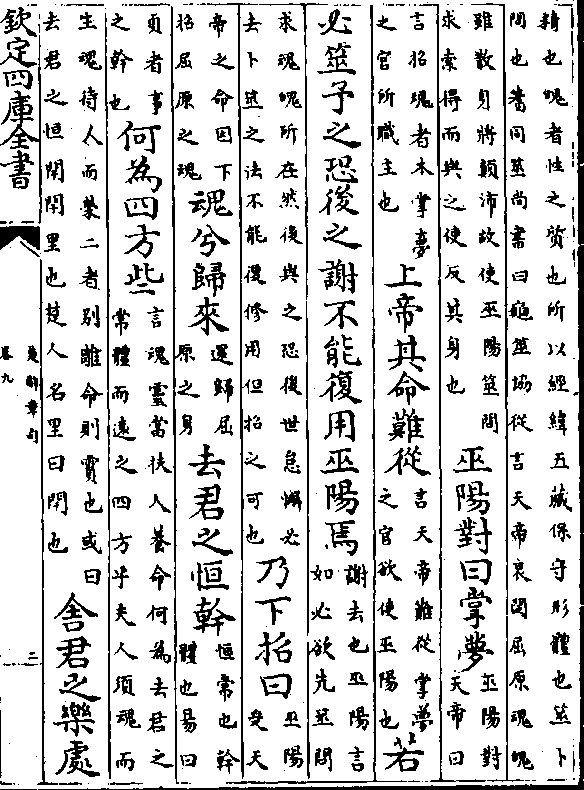 精也魄者性之質也所以經緯五藏保守形體也筮卜
問也蓍同筮尚書曰龜筮協從言天帝哀閔屈原魂魄
雖散身將顛沛故使巫陽筮問
求索得而與之使反其身也
巫陽對曰掌夢
巫陽對
天帝曰
言招魂者本掌夢
之官所職主也
上帝其命難從
言天帝難從掌夢
之官欲使巫陽也
若
必筮予之恐後之謝不能復用巫陽焉
謝去也巫陽言
如必欲先筮問
求魂魄所在然後與之恐後世怠懈必
去卜筮之法不能復修用但招之可也
乃下招曰
巫陽
受天
帝之命因下
招屈原之魂
魂兮歸來
還歸屈
原之身
去君之恒幹
恒常也幹
體也易曰
貞者事
之幹也
何為四方些
言魂靈當扶人養命何為去君之
常體而遠之四方乎夫人須魂而
生魂待人而榮二者别離命則霣也或曰
去君之恒閈閈里也楚人名里曰閈也
舍君之樂處
欽定四庫全書
楚辭章句
卷九
二